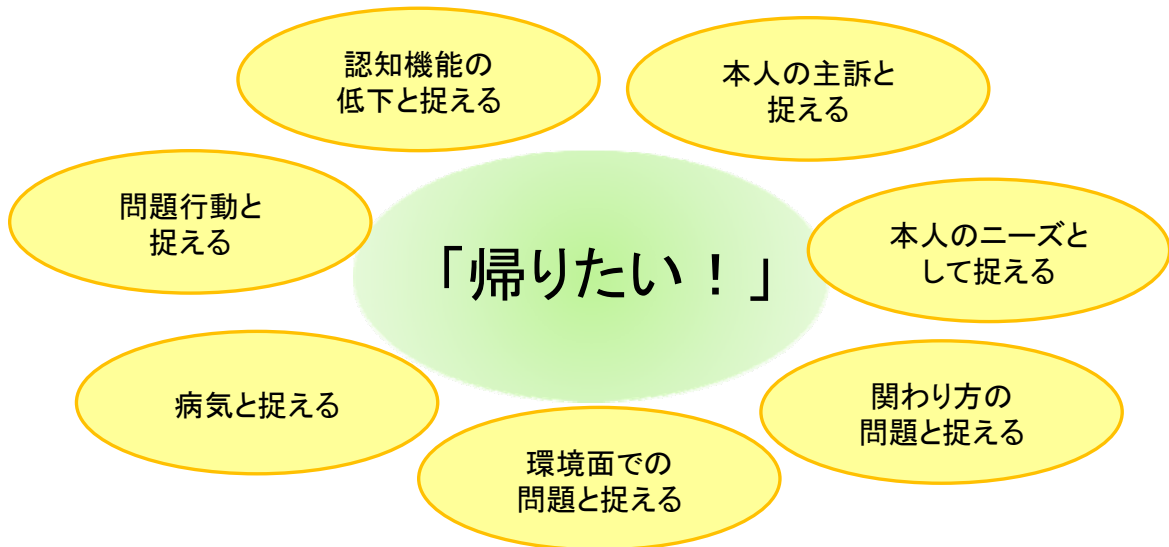 認知機能の
低下と捉える
本人の主訴と
捉える
問題行動と
捉える
「帰りたい！」
本人のニーズと
して捉える
病気と捉える
関わり方の
問題と捉える
環境面での
問題と捉える